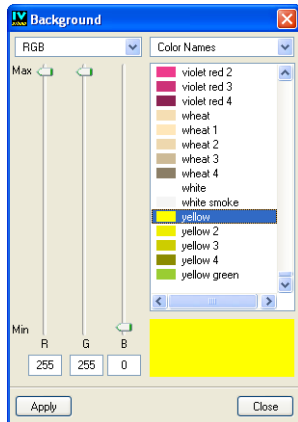 IV
Background
RGB
Color Names
Max
violet red 2
violet red 3
violet red 4
wheat
wheat 1
wheat 2
wheat 3
wheat 4
white
white smoke
yellow
yellow 2
yellow 3
yellow 4
yellow green
Min
R G B
255 255 0
Apply Close